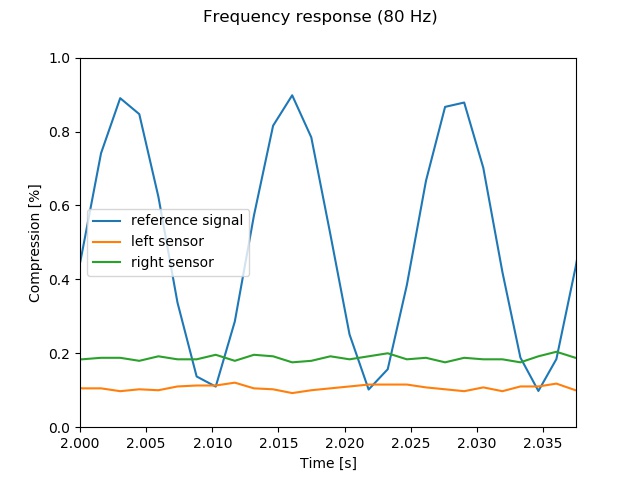 Frequency response (80 Hz)
1.0
0.8
0.6
0.4
0.2
0.0
Compression [%]
reference signal
left sensor
right sensor
2.000 2.005 2.010 2.015 2.020 2.025 2.030 2.035
Time [s]